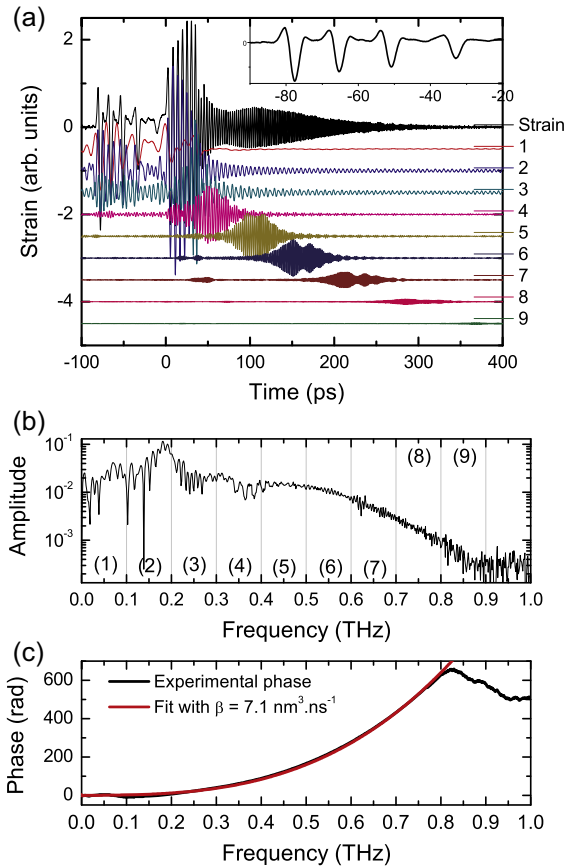 (a)
2
0
-2
-4
Strain (arb. units)
0
-80 -60 -40 -20
Strain
1
2
3
4
5
6
7
8
9
-100 0 100 200 300 400
Time (ps)
(b)
10⁻¹
10⁻²
10⁻³
Amplitude
(8) (9)
(1) (2) (3) (4) (5) (6) (7)
0.0 0.1 0.2 0.3 0.4 0.5 0.6 0.7 0.8 0.9 1.0
Frequency (THz)
(c)
600
400
200
0
Phase (rad)
Experimental phase
Fit with β = 7.1 nm³.ns⁻¹
0.0 0.1 0.2 0.3 0.4 0.5 0.6 0.7 0.8 0.9 1.0
Frequency (THz)